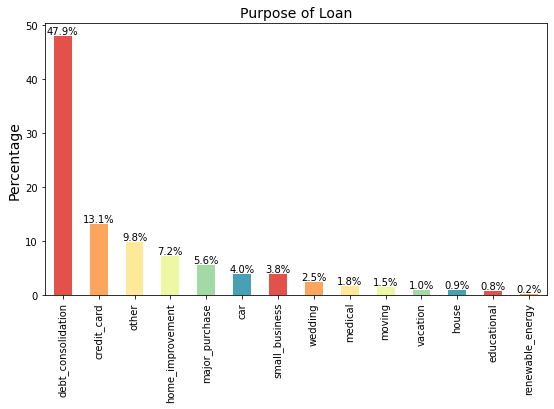 Purpose of Loan
Percentage
50
40
30
20
10
0
47.9%
13.1%
9.8%
7.2%
5.6%
4.0%
3.8%
2.5%
1.8%
1.5%
1.0%
0.9%
0.8%
0.2%
debt_consolidation
credit_card
other
home_improvement
major_purchase
car
small_business
wedding
medical
moving
vacation
house
educational
renewable_energy